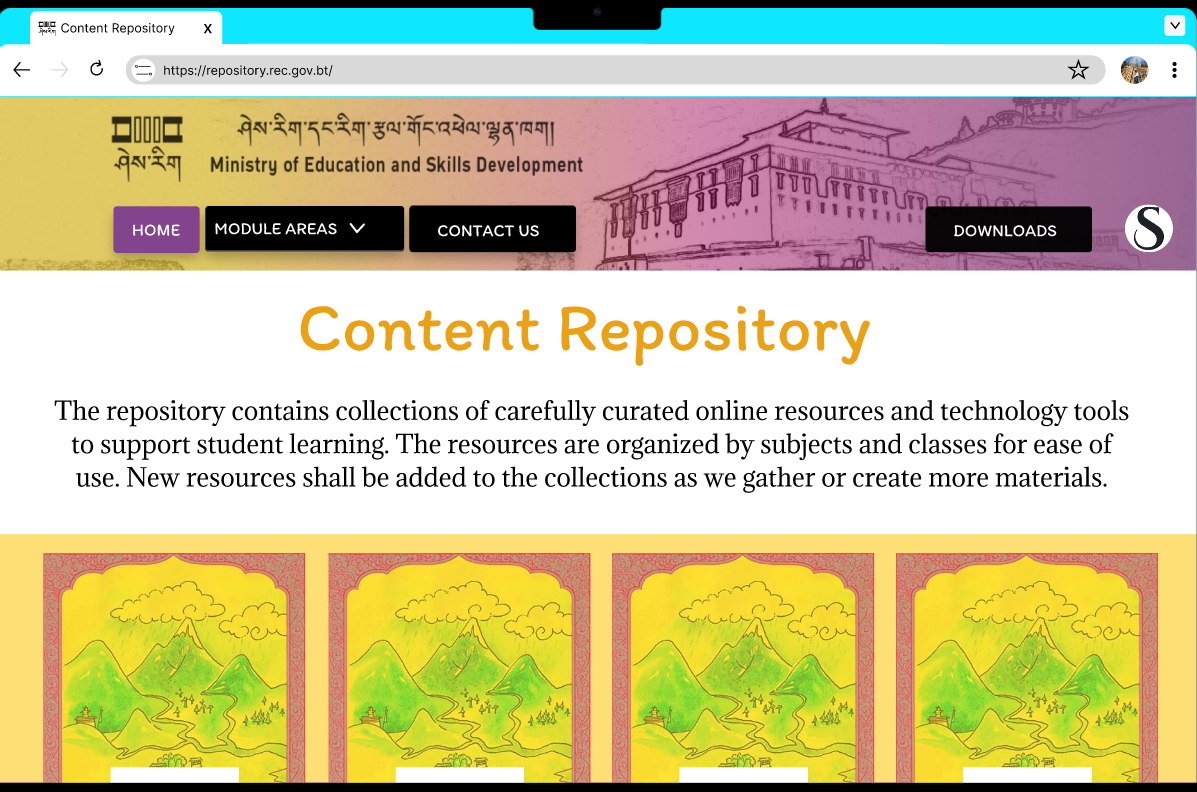 Content Repository X
https://repository.rec.gov.bt/
ཤེས་རིག་དང་རིག་རྩལ་གོང་འཕེལ་ལྷན་ཁག།
ཤེས་རིག
Ministry of Education and Skills Development
HOME MODULE AREAS CONTACT US DOWNLOADS S
Content Repository
The repository contains collections of carefully curated online resources and technology tools
to support student learning. The resources are organized by subjects and classes for ease of
use. New resources shall be added to the collections as we gather or create more materials.